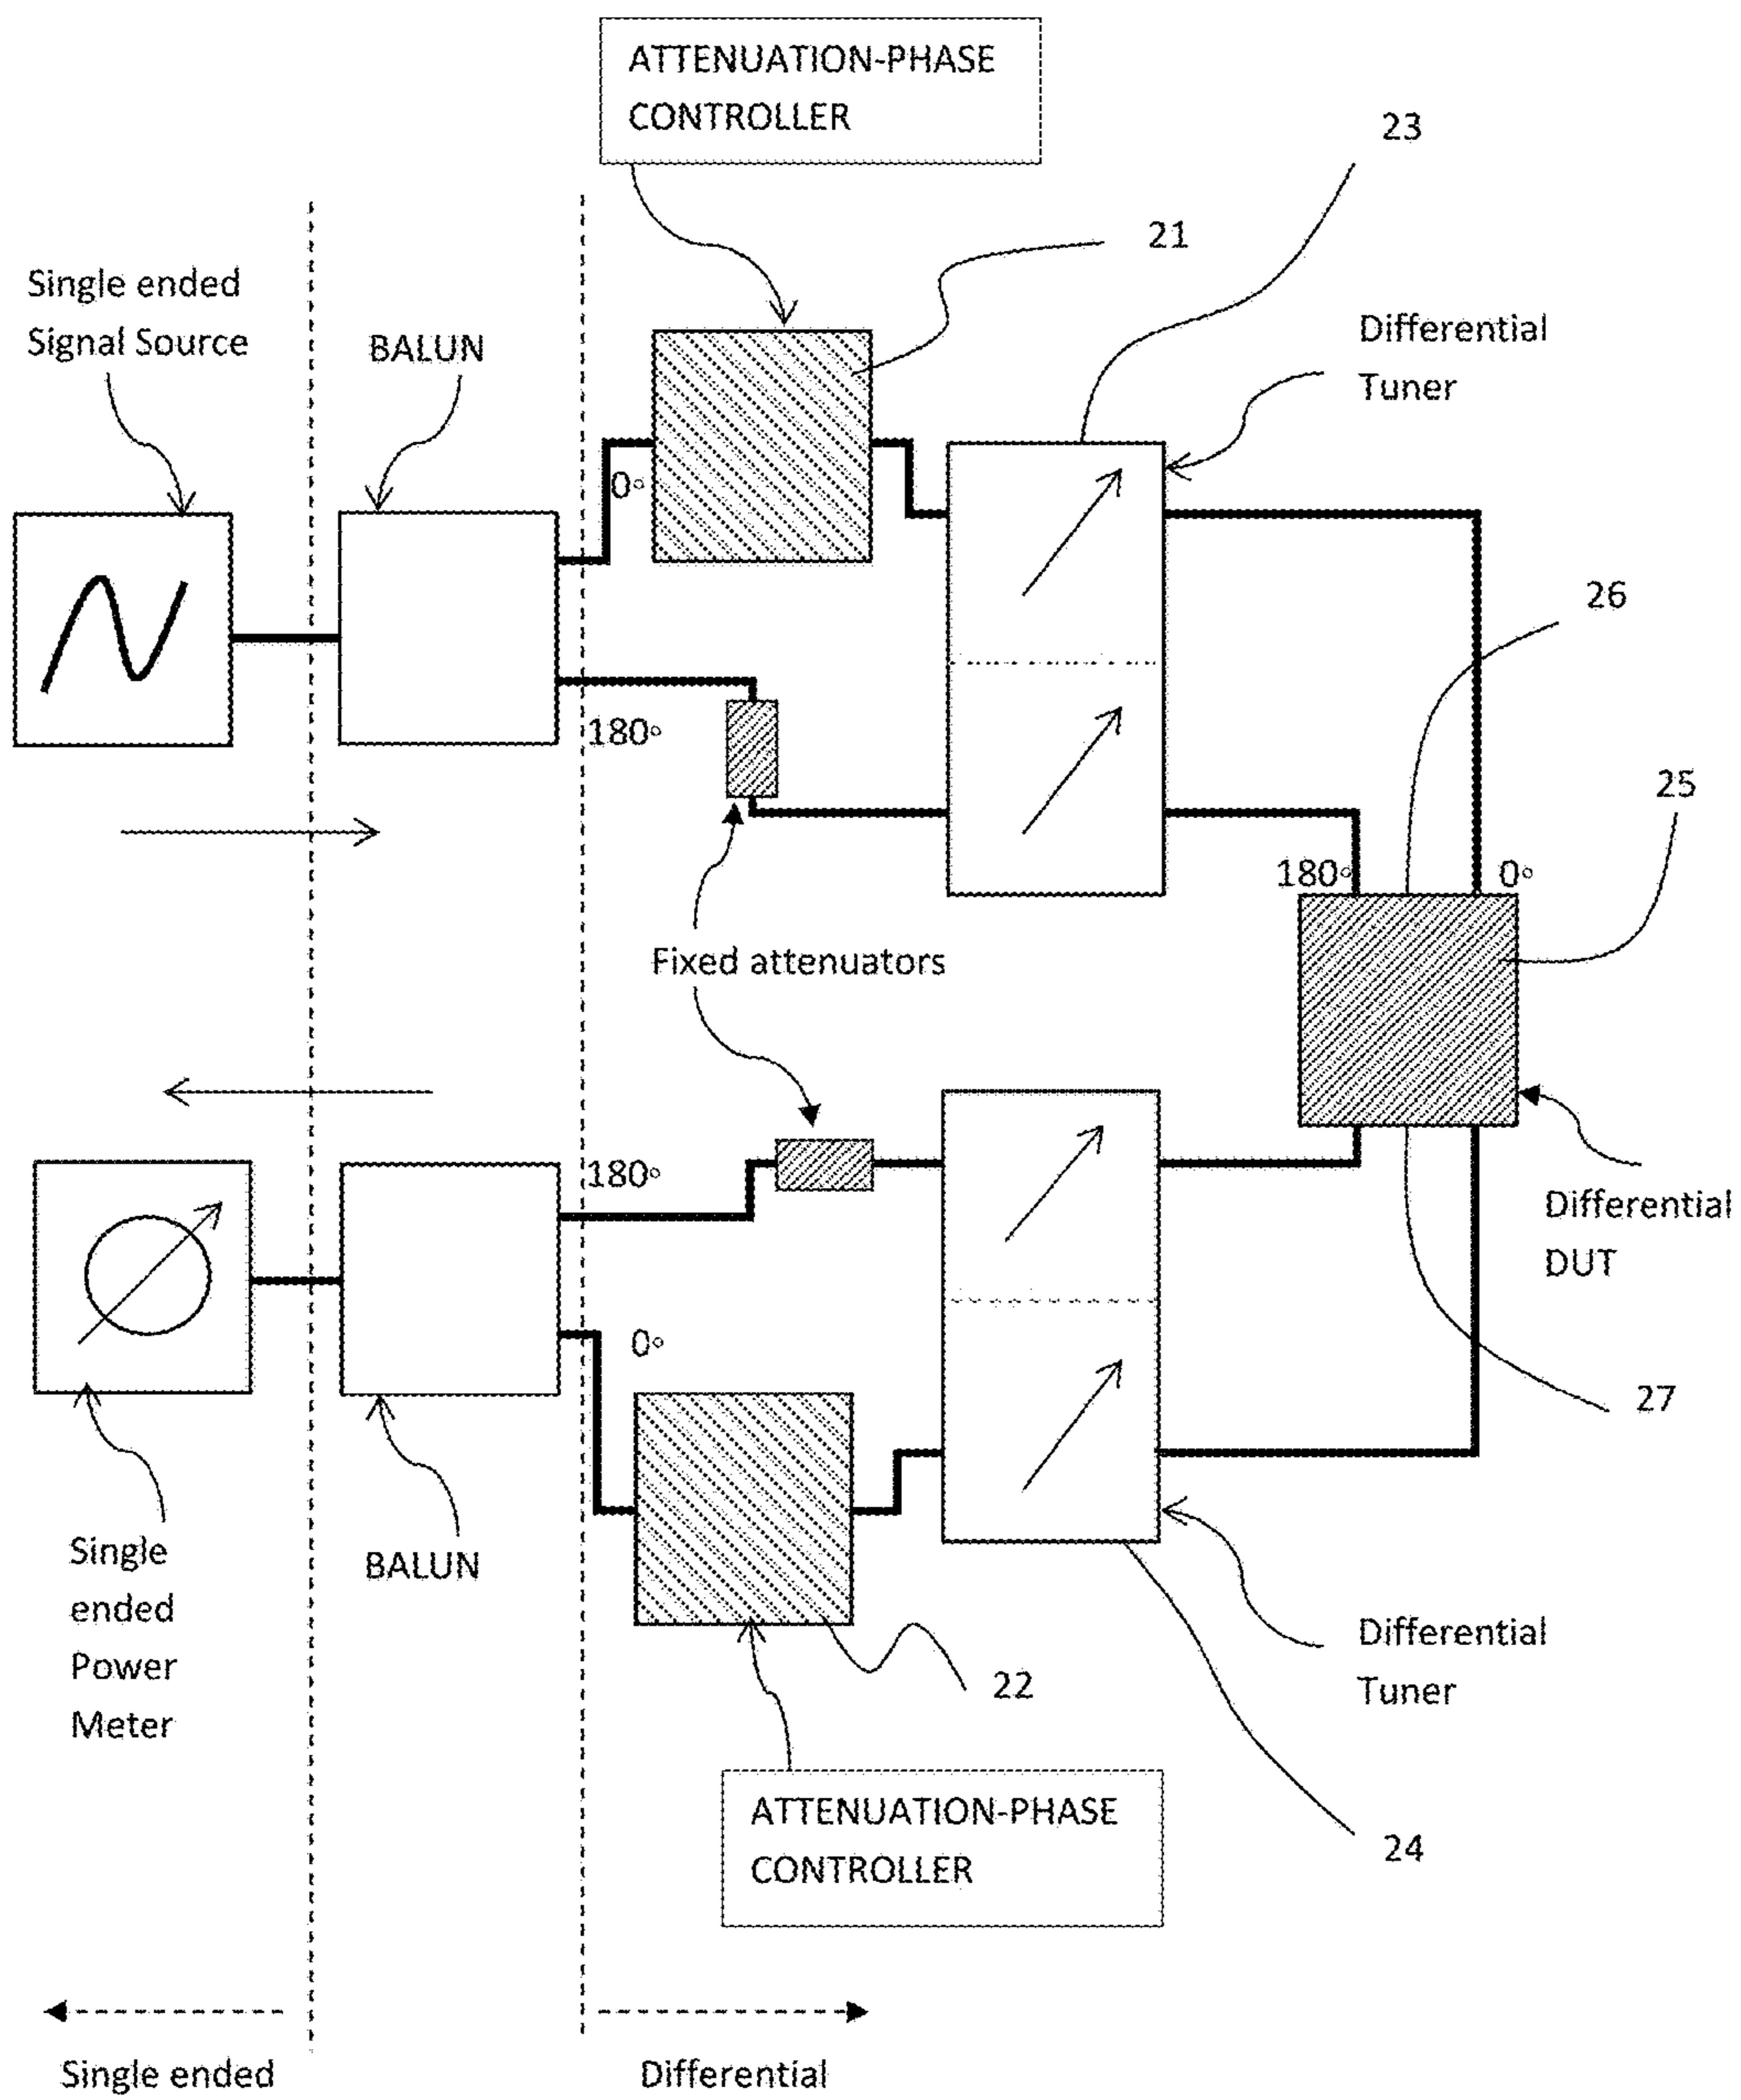 ATTENUATION-PHASE
CONTROLLER
23
21
Single ended
Signal Source
BALUN
Differential
Tuner
0°
26
180°
25
180°
0°
Fixed attenuators
180°
Differential
DUT
0°
27
Single
ended
Power
Meter
BALUN
22
Differential
Tuner
ATTENUATION-PHASE
CONTROLLER
24
Single ended
Differential